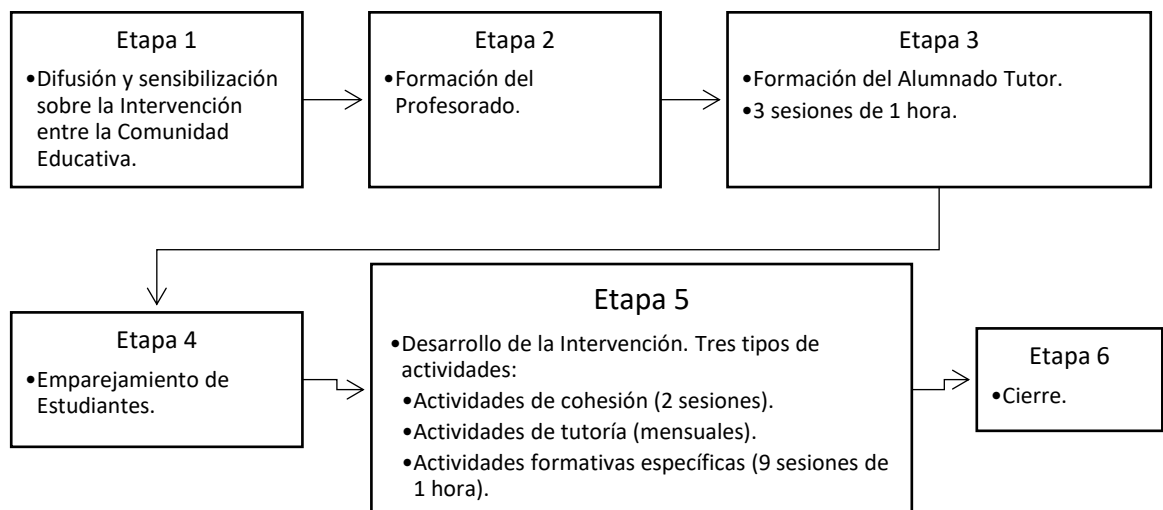 Etapa 1
•Difusión y sensibilización
sobre la Intervención
entre la Comunidad
Educativa.
Etapa 2
•Formación del
Profesorado.
Etapa 3
•Formación del Alumnado Tutor.
•3 sesiones de 1 hora.
Etapa 4
•Emparejamiento de
Estudiantes.
Etapa 5
•Desarrollo de la Intervención. Tres tipos de
actividades:
•Actividades de cohesión (2 sesiones).
•Actividades de tutoría (mensuales).
•Actividades formativas específicas (9 sesiones de
1 hora).
Etapa 6
•Cierre.